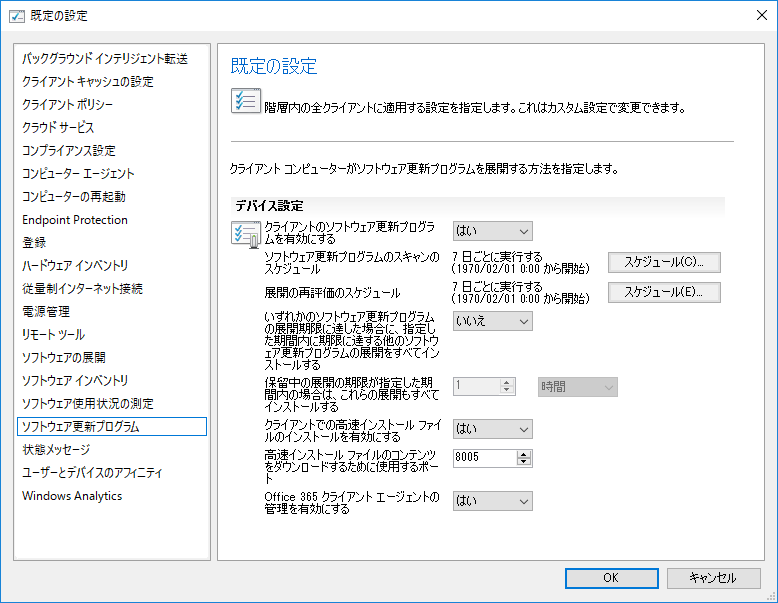 既定の設定
バックグラウンド インテリジェント転送
クライアント キャッシュの設定
クライアント ポリシー
クラウド サービス
コンプライアンス設定
コンピューター エージェント
コンピューターの再起動
Endpoint Protection
登録
ハードウェア インベントリ
従量制インターネット接続
電源管理
リモート ツール
ソフトウェアの展開
ソフトウェア インベントリ
ソフトウェア使用状況の測定
ソフトウェア更新プログラム
状態メッセージ
ユーザーとデバイスのアフィニティ
Windows Analytics
既定の設定
階層内の全クライアントに適用する設定を指定します。これはカスタム設定で変更できます。
クライアント コンピューターがソフトウェア更新プログラムを展開する方法を指定します。
デバイス設定
クライアントのソフトウェア更新プログラ
ムを有効にする
はい
ソフトウェア更新プログラムのスキャンの
スケジュール
7 日ごとに実行する
(1970/02/01 0:00 から開始)
スケジュール(C)...
展開の再評価のスケジュール
7 日ごとに実行する
(1970/02/01 0:00 から開始)
スケジュール(E)...
いずれかのソフトウェア更新プログラム
の展開期限に達した場合に、指定し
た期間内に期限に達する他のソフトウ
ェア更新プログラムの展開をすべてイン
ストールする
いいえ
保留中の展開の期限が指定した期
間内の場合は、これらの展開もすべて
インストールする
1
時間
クライアントでの高速インストール ファイ
ルのインストールを有効にする
はい
高速インストール ファイルのコンテンツ
をダウンロードするために使用するポー
ト
8005
Office 365 クライアント エージェントの
管理を有効にする
はい
OK
キャンセル